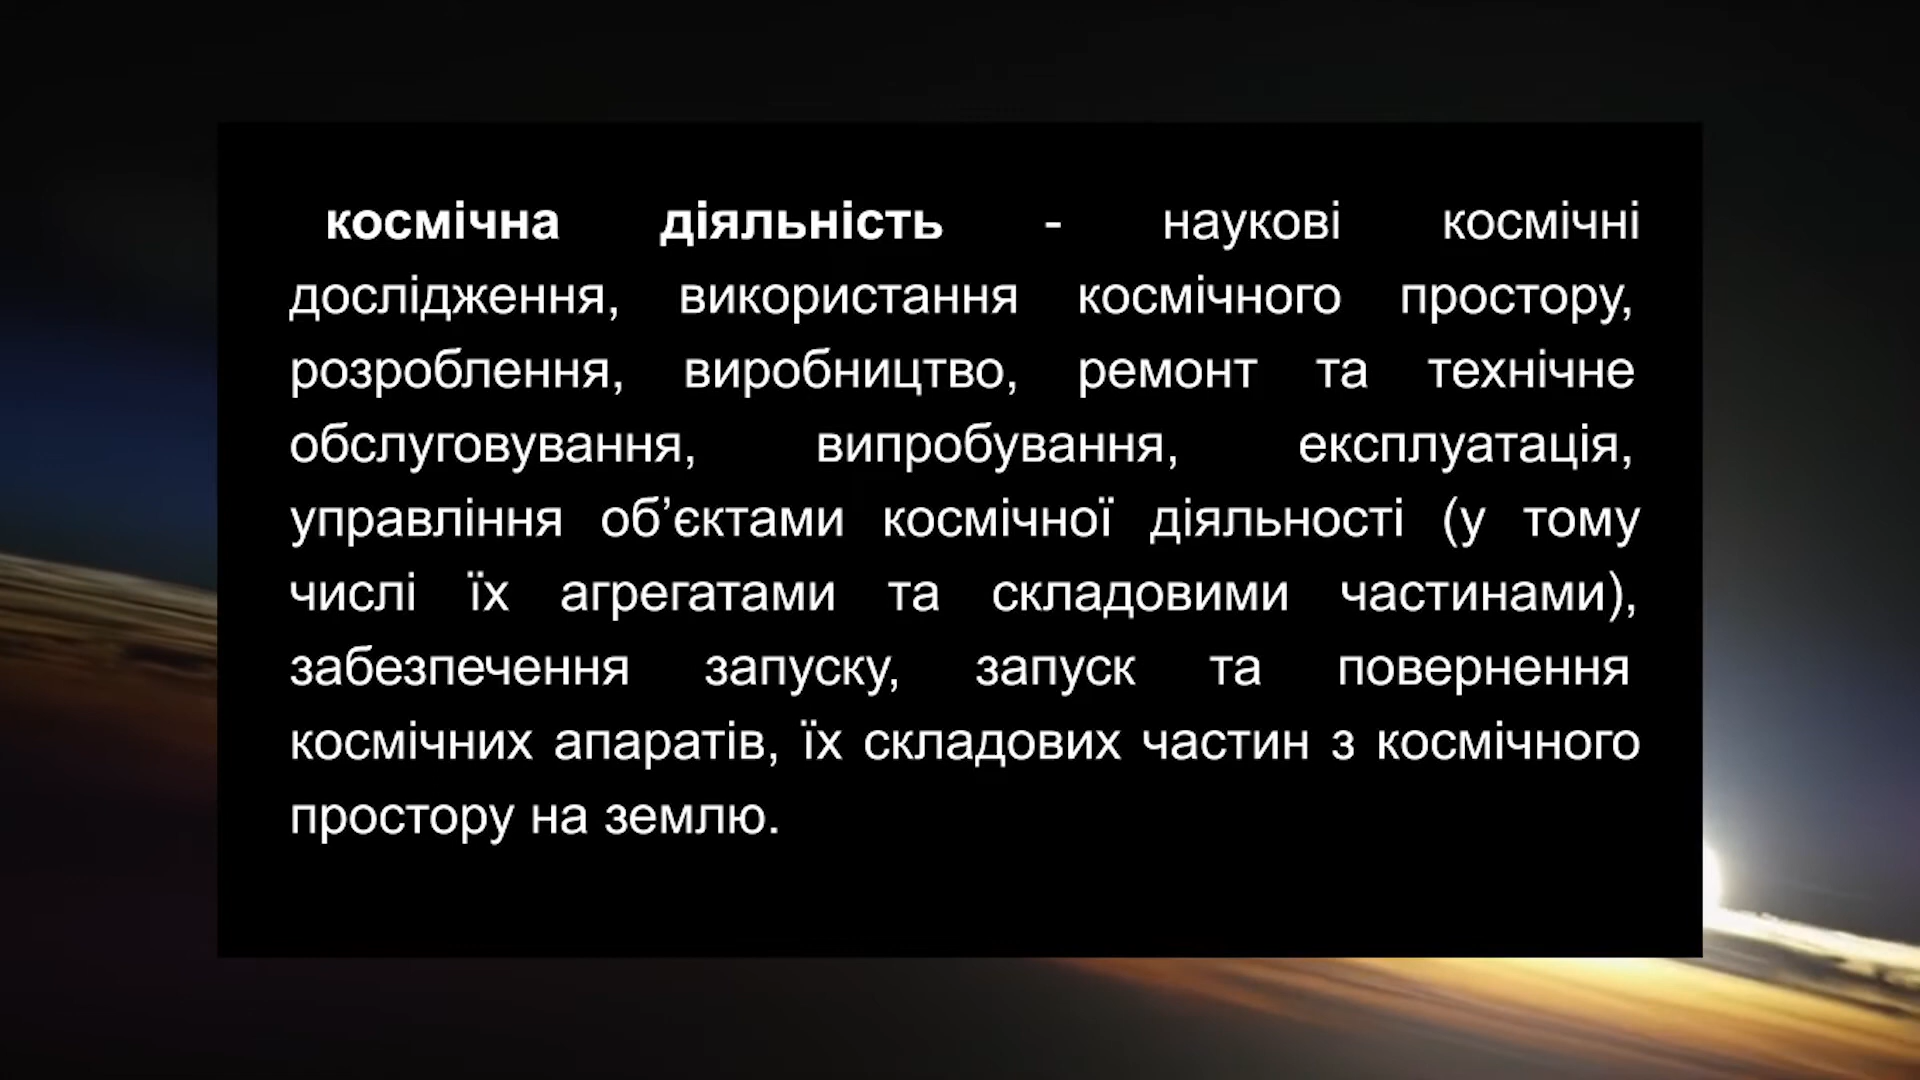 космічна діяльність - наукові космічні
дослідження, використання космічного простору,
розроблення, виробництво, ремонт та технічне
обслуговування, випробування, експлуатація,
управління об’єктами космічної діяльності (у тому
числі їх агрегатами та складовими частинами),
забезпечення запуску, запуск та повернення
космічних апаратів, їх складових частин з космічного
простору на землю.